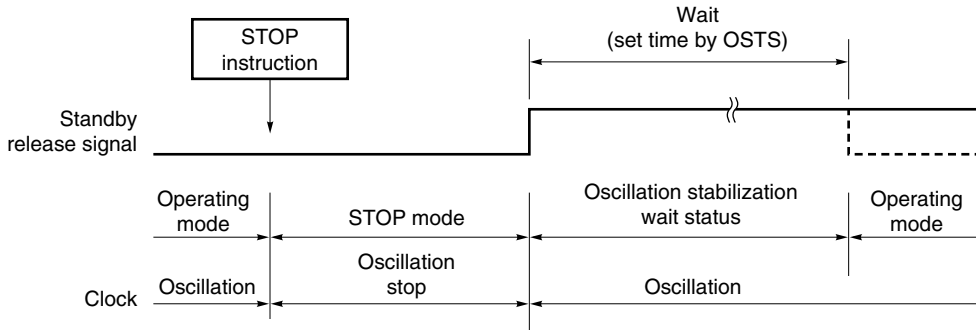 Wait
(set time by OSTS)
STOP
instruction
Standby
release signal
Operating
mode
STOP mode
Oscillation stabilization
wait status
Operating
mode
Clock
Oscillation
Oscillation
stop
Oscillation